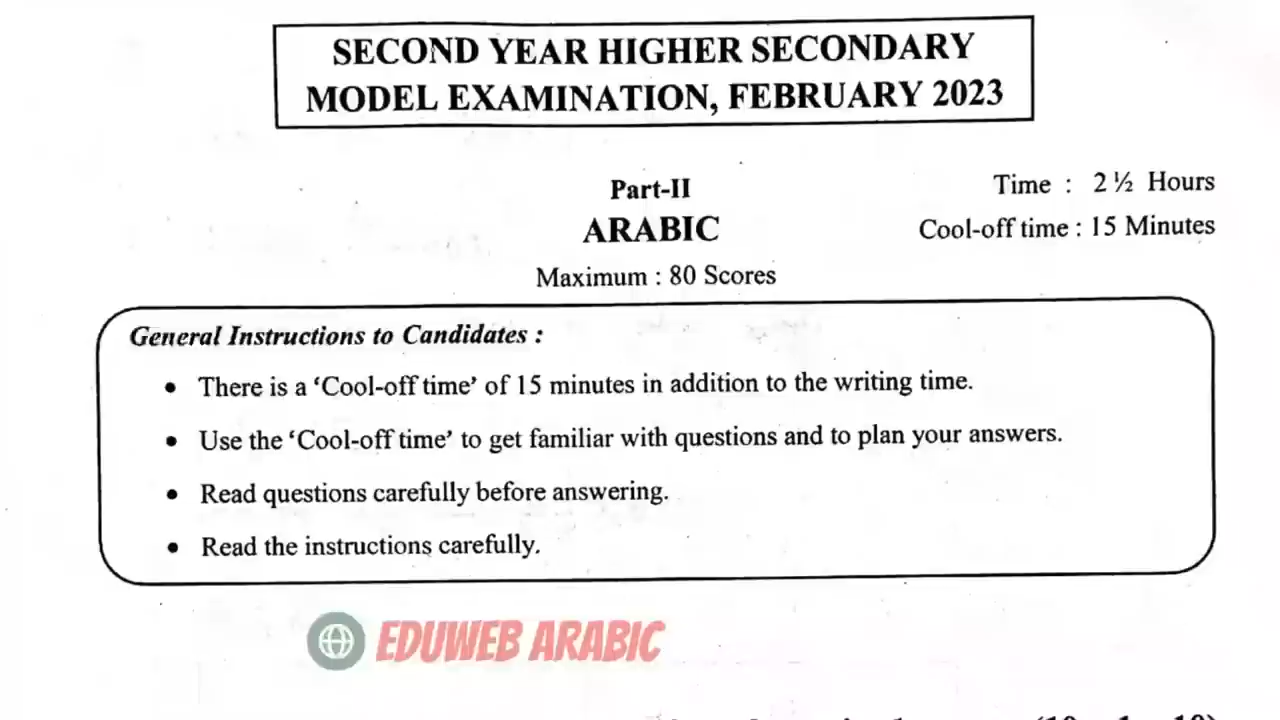 SECOND YEAR HIGHER SECONDARY
MODEL EXAMINATION, FEBRUARY 2023
Part-II
Time : 2 ½ Hours
ARABIC
Cool-off time : 15 Minutes
Maximum : 80 Scores
General Instructions to Candidates :
• There is a ‘Cool-off time’ of 15 minutes in addition to the writing time.
• Use the ‘Cool-off time’ to get familiar with questions and to plan your answers.
• Read questions carefully before answering.
• Read the instructions carefully.
EDUWEB ARABIC